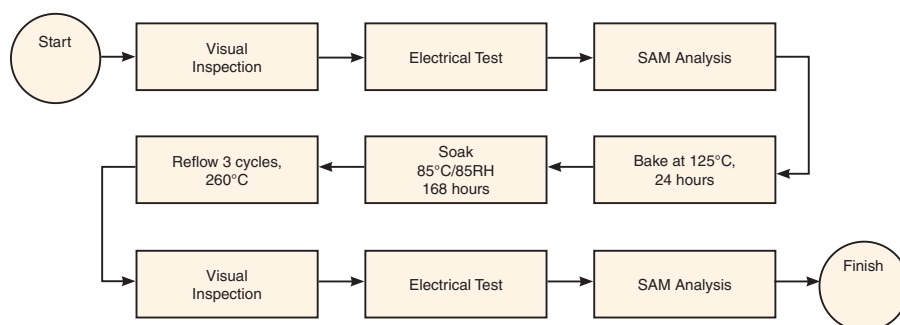 Start
Visual
Inspection
Electrical Test
SAM Analysis
Bake at 125°C,
24 hours
Soak
85°C/85RH
168 hours
Reflow 3 cycles,
260°C
Visual
Inspection
Electrical Test
SAM Analysis
Finish